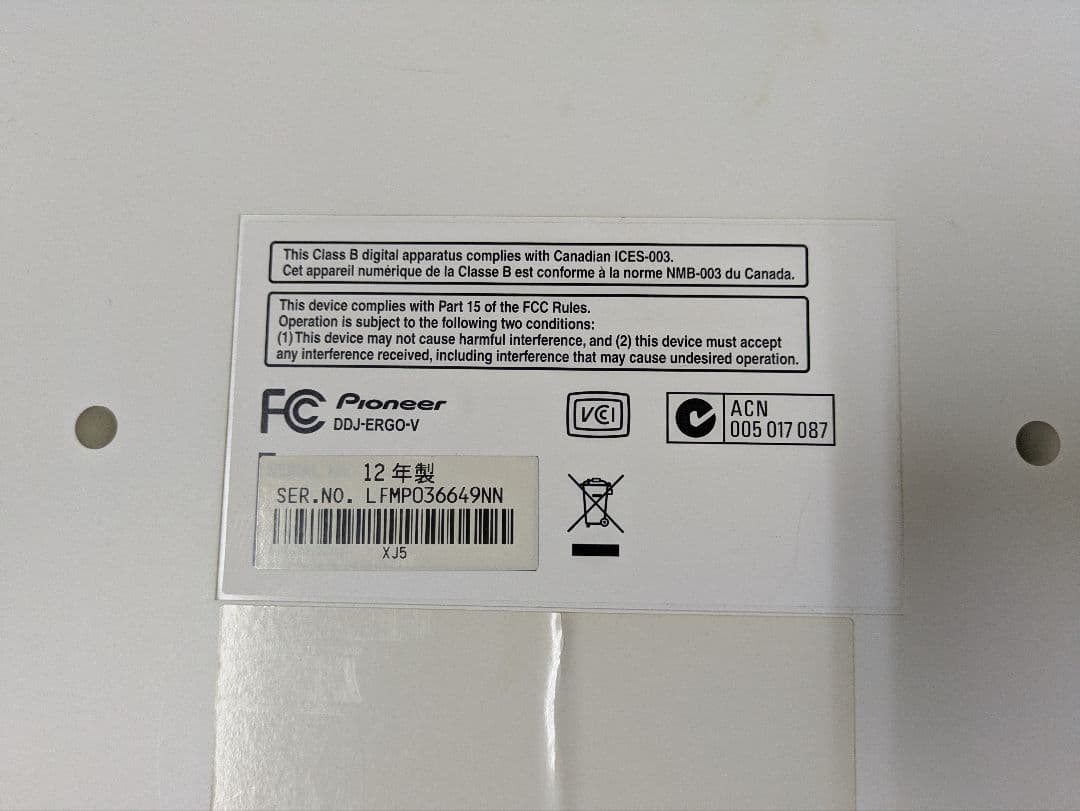 This Class B digital apparatus complies with Canadian ICES-003.
Cet appareil numérique de la Classe B est conforme à la norme NMB-003 du Canada.
This device complies with Part 15 of the FCC Rules.
Operation is subject to the following two conditions:
(1) This device may not cause harmful interference, and (2) this device must accept
any interference received, including interference that may cause undesired operation.
FC Pioneer
DDJ-ERGO-V
VCI
ACN
005 017 087
12 年製
SER.NO. LFMP036649NN
XJ5